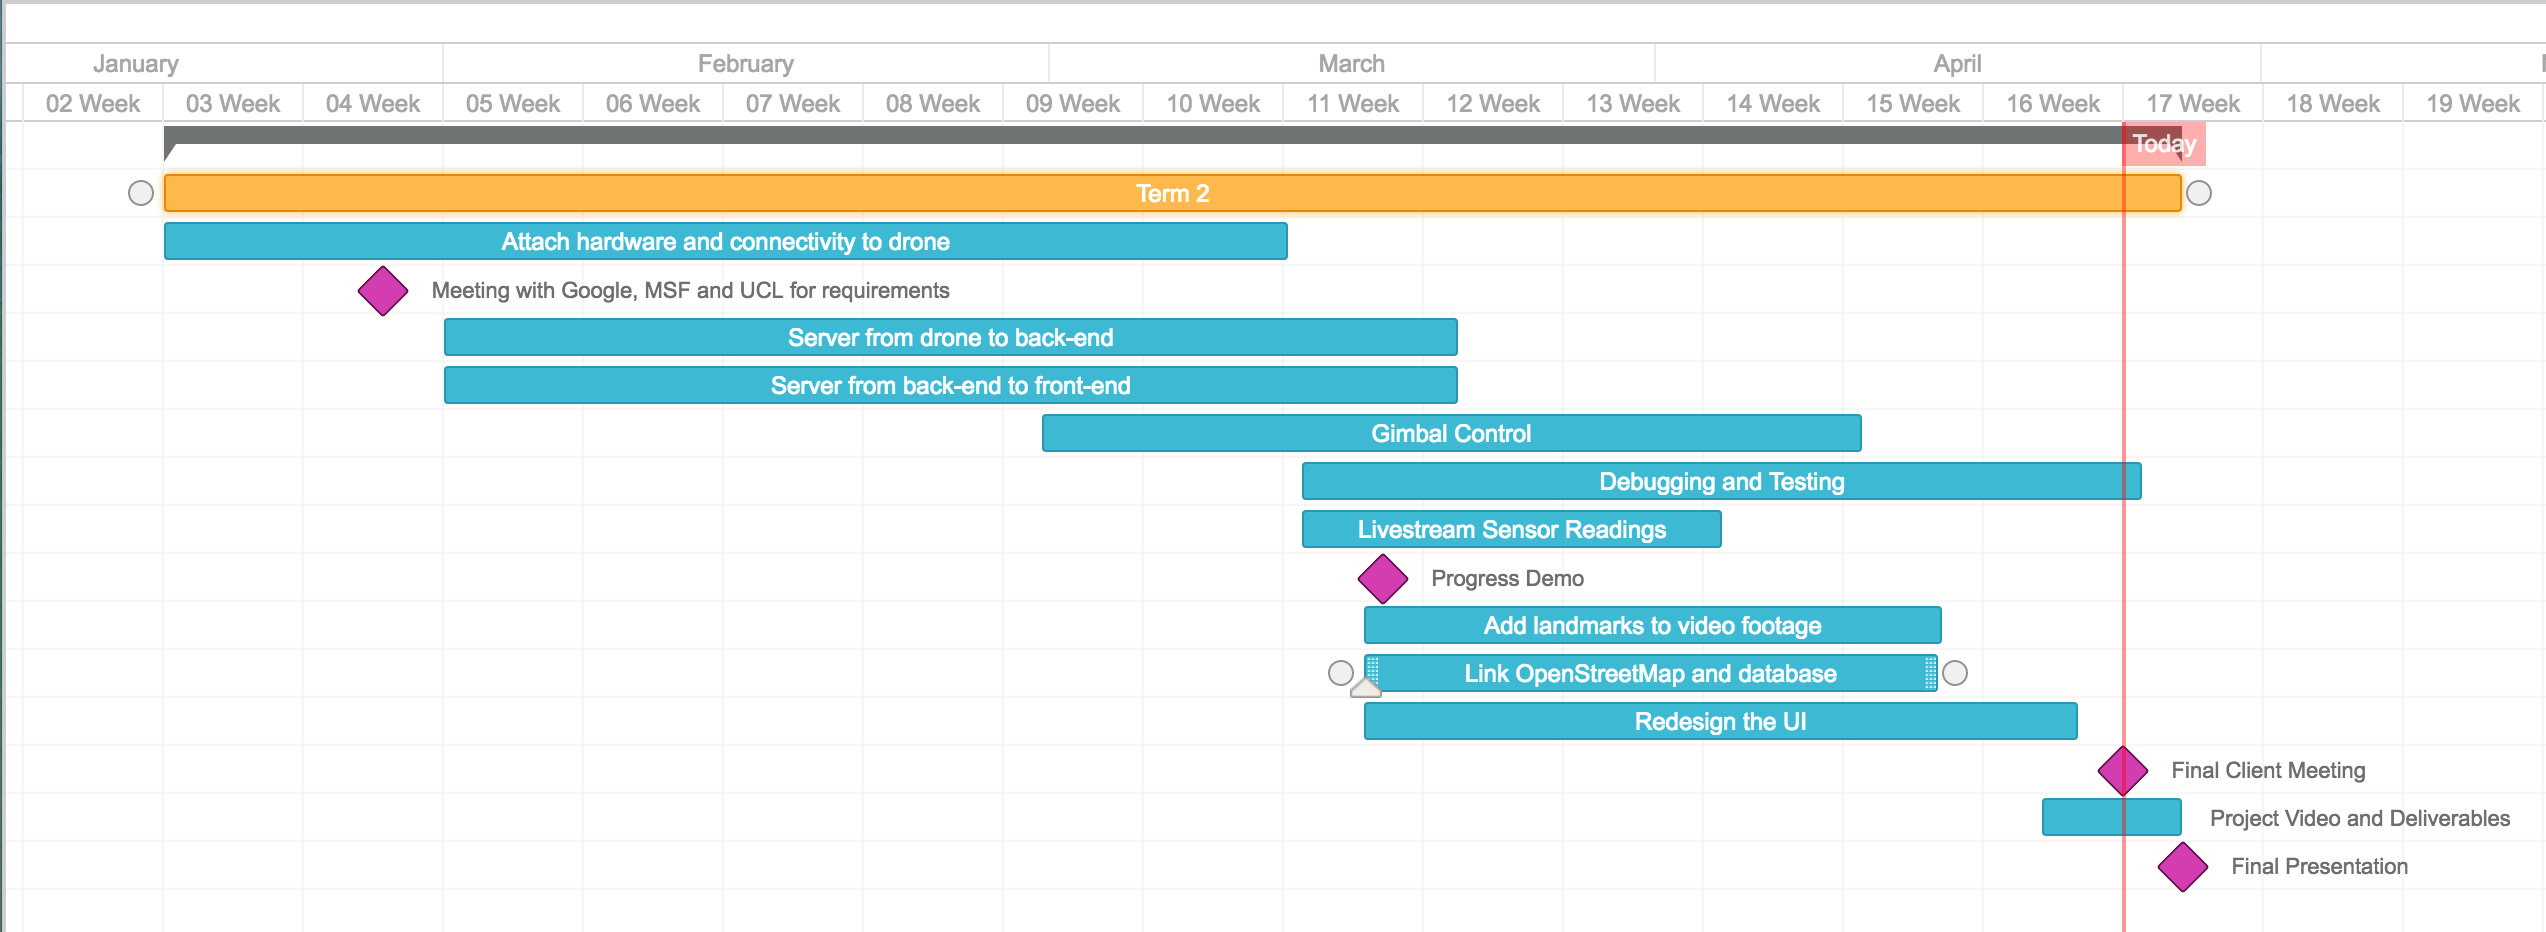 January February March April
02 Week 03 Week 04 Week 05 Week 06 Week 07 Week 08 Week 09 Week 10 Week 11 Week 12 Week 13 Week 14 Week 15 Week 16 Week 17 Week 18 Week 19 Week
Today
Term 2
Attach hardware and connectivity to drone
Meeting with Google, MSF and UCL for requirements
Server from drone to back-end
Server from back-end to front-end
Gimbal Control
Debugging and Testing
Livestream Sensor Readings
Progress Demo
Add landmarks to video footage
Link OpenStreetMap and database
Redesign the UI
Final Client Meeting
Project Video and Deliverables
Final Presentation